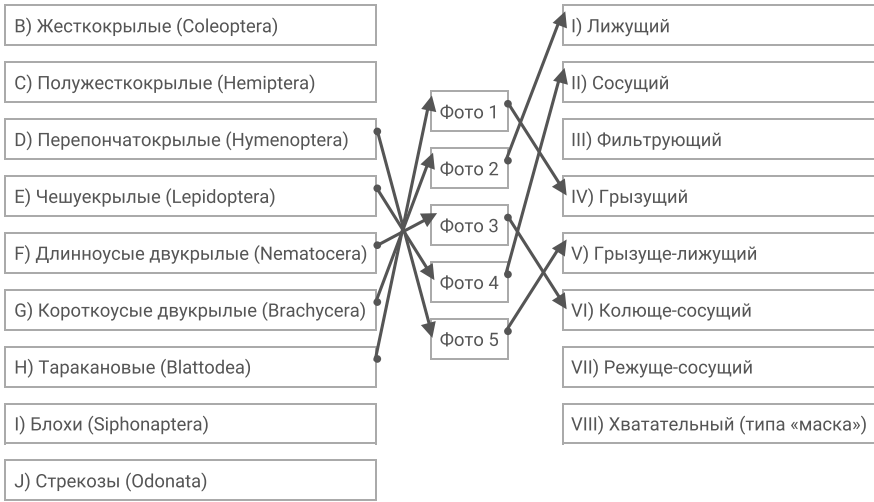 B) Жесткокрылые (Coleoptera)
C) Полужесткокрылые (Hemiptera)
D) Перепончатокрылые (Hymenoptera)
E) Чешуекрылые (Lepidoptera)
F) Длинноусые двукрылые (Nematocera)
G) Короткоусые двукрылые (Brachycera)
H) Таракановые (Blattodea)
I) Блохи (Siphonaptera)
J) Стрекозы (Odonata)
Фото 1
Фото 2
Фото 3
Фото 4
Фото 5
I) Лижущий
II) Сосущий
III) Фильтрующий
IV) Грызущий
V) Грызуще-лижущий
VI) Колюще-сосущий
VII) Режуще-сосущий
VIII) Хватательный (типа «маска»)